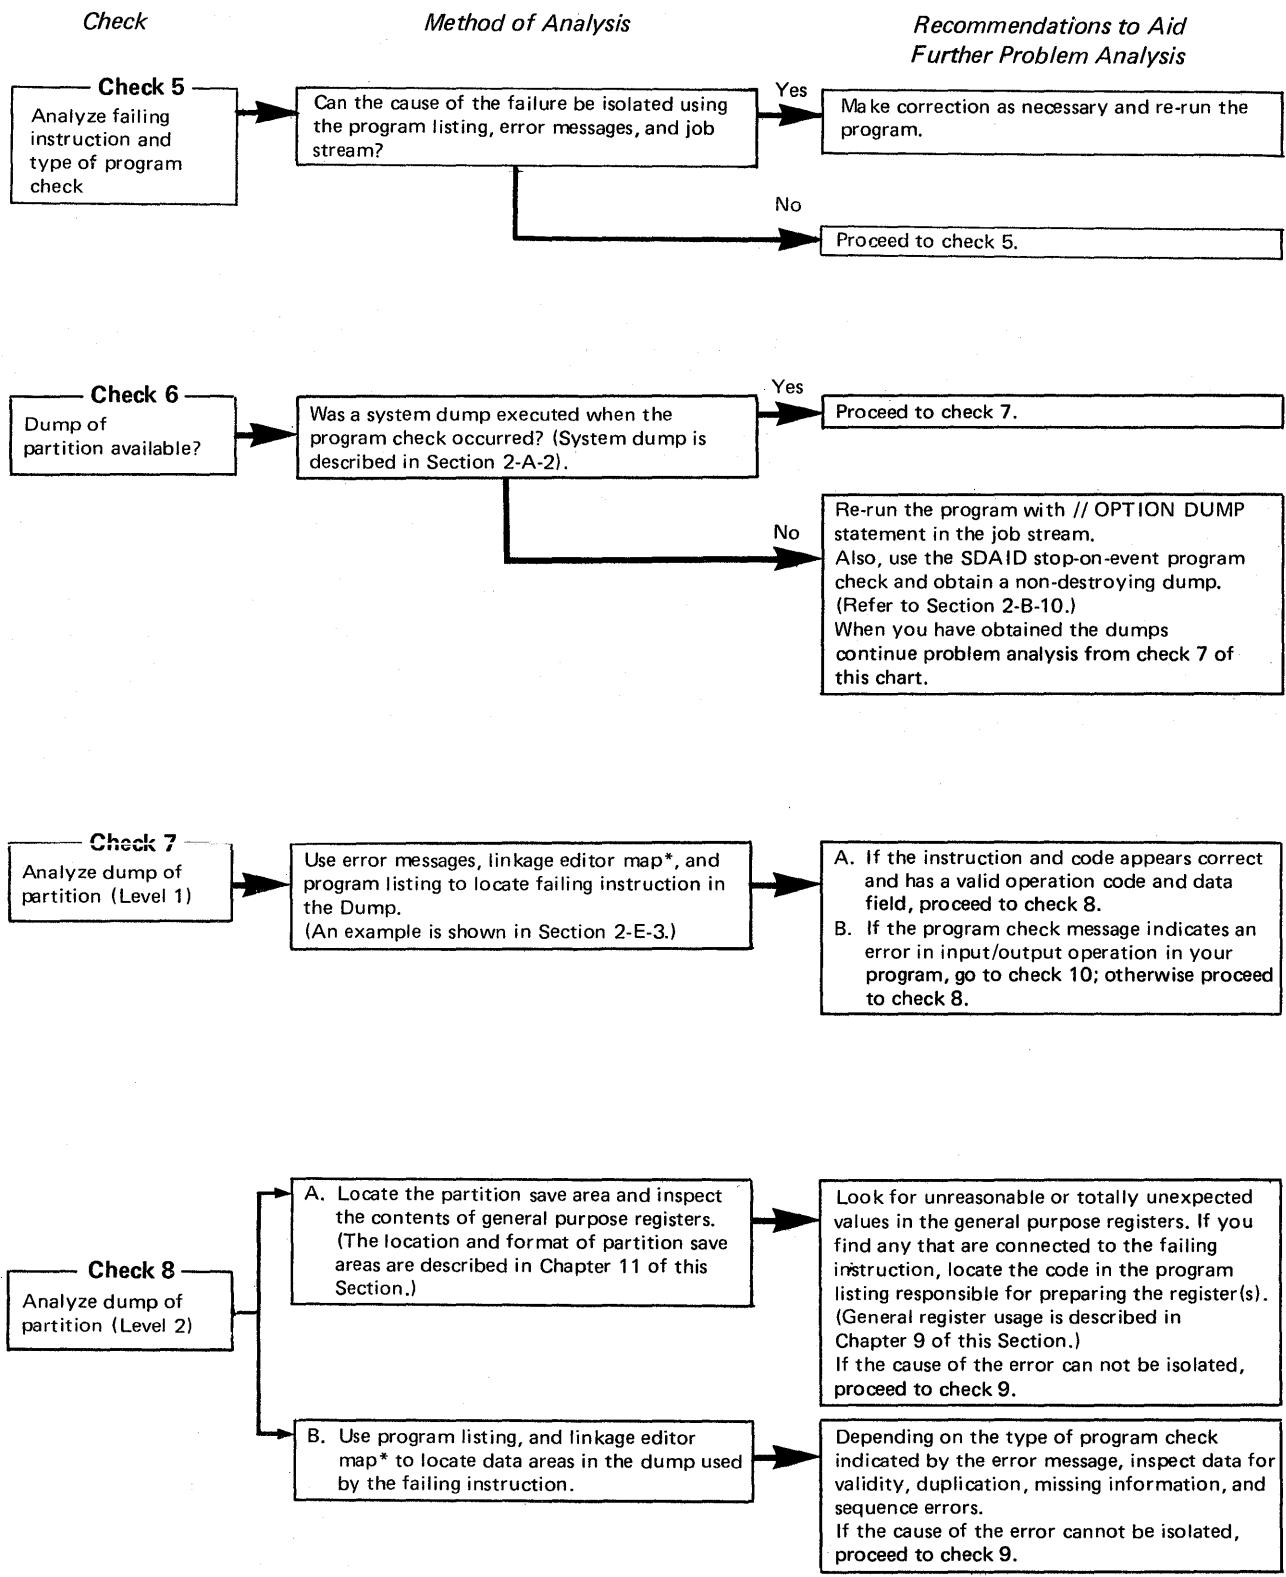 Check
Method of Analysis
Recommendations to Aid
Further Problem Analysis
Check 5
Analyze failing
instruction and
type of program
check
Can the cause of the failure be isolated using
the program listing, error messages, and job
stream?
Yes
Make correction as necessary and re-run the
program.
No
Proceed to check 5.
Check 6
Dump of
partition available?
Was a system dump executed when the
program check occurred? (System dump is
described in Section 2-A-2).
Yes
Proceed to check 7.
No
Re-run the program with // OPTION DUMP
statement in the job stream.
Also, use the SDAID stop-on-event program
check and obtain a non-destroying dump.
(Refer to Section 2-B-10.)
When you have obtained the dumps
continue problem analysis from check 7 of
this chart.
Check 7
Analyze dump of
partition (Level 1)
Use error messages, linkage editor map*, and
program listing to locate failing instruction in
the Dump.
(An example is shown in Section 2-E-3.)
A. If the instruction and code appears correct
and has a valid operation code and data
field, proceed to check 8.
B. If the program check message indicates an
error in input/output operation in your
program, go to check 10; otherwise proceed
to check 8.
Check 8
Analyze dump of
partition (Level 2)
A. Locate the partition save area and inspect
the contents of general purpose registers.
(The location and format of partition save
areas are described in Chapter 11 of this
Section.)
Look for unreasonable or totally unexpected
values in the general purpose registers. If you
find any that are connected to the failing
instruction, locate the code in the program
listing responsible for preparing the register(s).
(General register usage is described in
Chapter 9 of this Section.)
If the cause of the error can not be isolated,
proceed to check 9.
B. Use program listing, and linkage editor
map* to locate data areas in the dump used
by the failing instruction.
Depending on the type of program check
indicated by the error message, inspect data for
validity, duplication, missing information, and
sequence errors.
If the cause of the error cannot be isolated,
proceed to check 9.